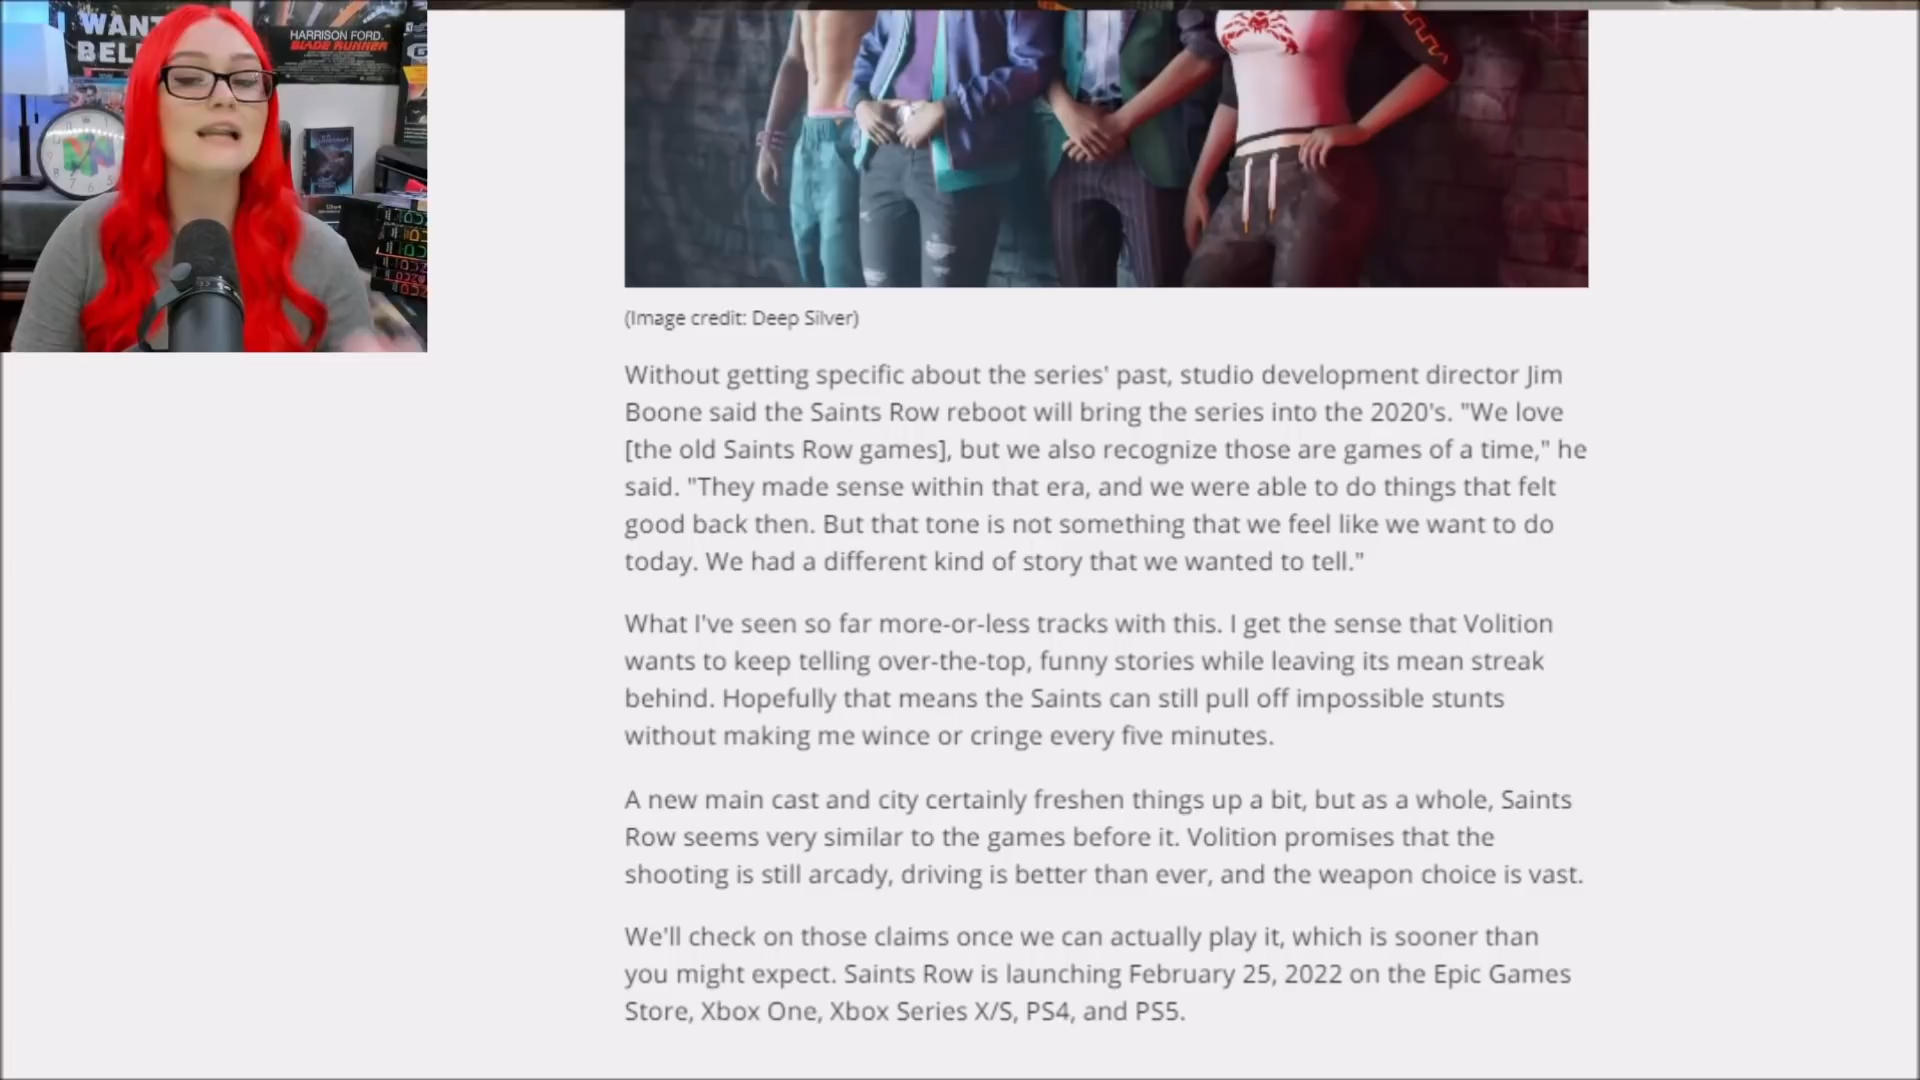 WANT
BELI
HARRISON FORD.
BLADE RUNNER
(Image credit: Deep Silver)
Without getting specific about the series' past, studio development director Jim
Boone said the Saints Row reboot will bring the series into the 2020's. "We love
[the old Saints Row games], but we also recognize those are games of a time," he
said. "They made sense within that era, and we were able to do things that felt
good back then. But that tone is not something that we feel like we want to do
today. We had a different kind of story that we wanted to tell."
What I've seen so far more-or-less tracks with this. I get the sense that Volition
wants to keep telling over-the-top, funny stories while leaving its mean streak
behind. Hopefully that means the Saints can still pull off impossible stunts
without making me wince or cringe every five minutes.
A new main cast and city certainly freshen things up a bit, but as a whole, Saints
Row seems very similar to the games before it. Volition promises that the
shooting is still arcady, driving is better than ever, and the weapon choice is vast.
We'll check on those claims once we can actually play it, which is sooner than
you might expect. Saints Row is launching February 25, 2022 on the Epic Games
Store, Xbox One, Xbox Series X/S, PS4, and PS5.